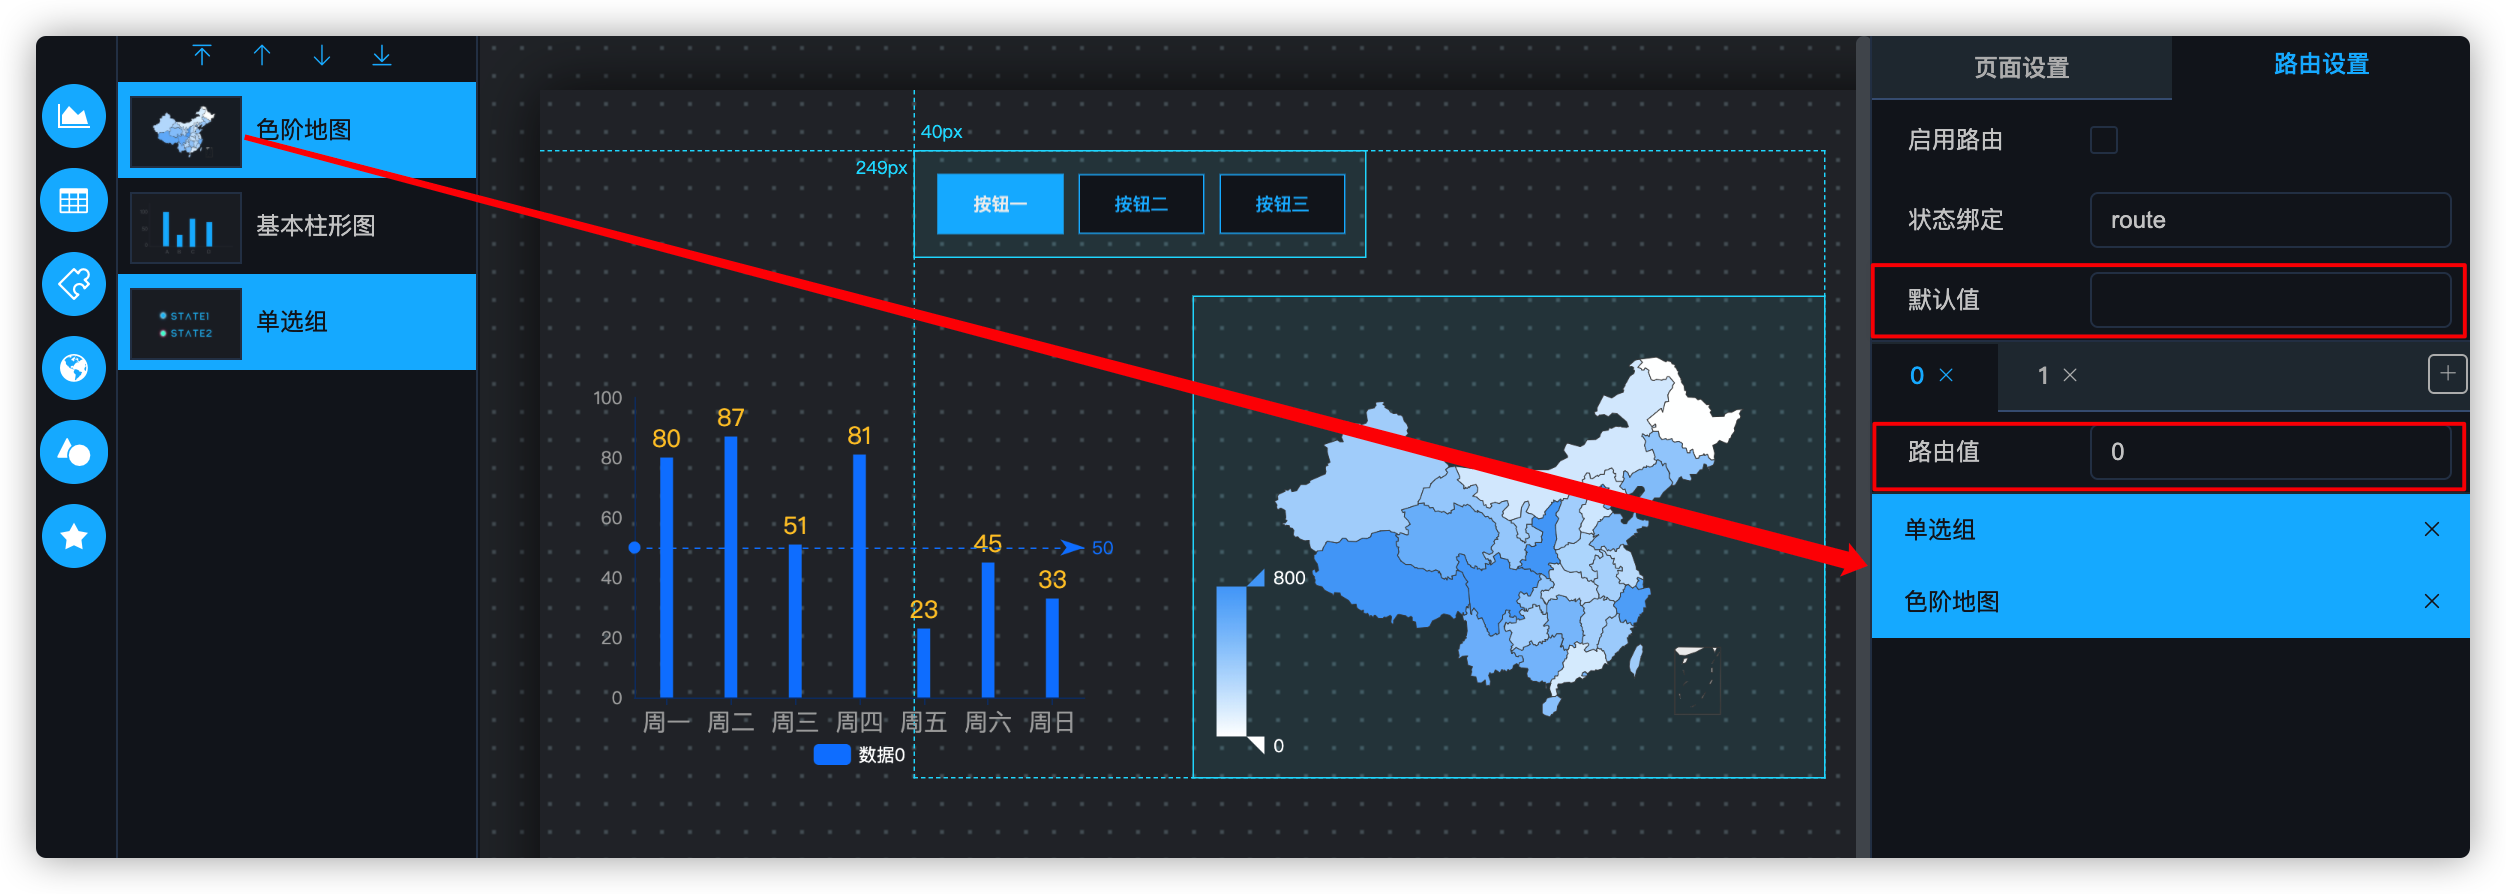 色阶地图
基本柱形图
STATE1
STATE2
单选组
40px
249px
按钮一 按钮二 按钮三
100
80
60
40
20
0
80
87
51
81
23
45
33
50
周一 周二 周三 周四 周五 周六 周日
数据0
800
0
页面设置 路由设置
启用路由
状态绑定 route
默认值
0 1
路由值 0
单选组
色阶地图